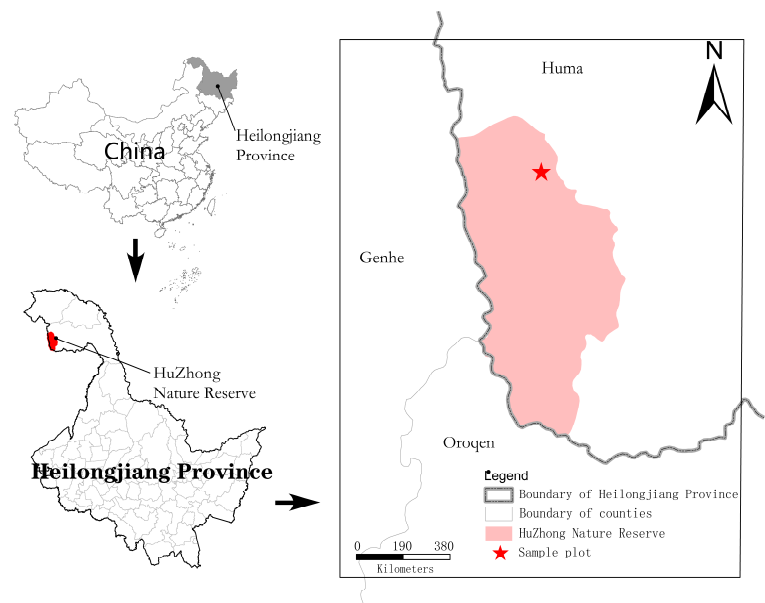 China
Heilongjiang
Province
HuZhong
Nature Reserve
Heilongjiang Province
N
Huma
Genhe
Oroqen
Legend
Boundary of Heilongjiang Province
Boundary of counties
HuZhong Nature Reserve
Sample plot
0 190 380
Kilometers